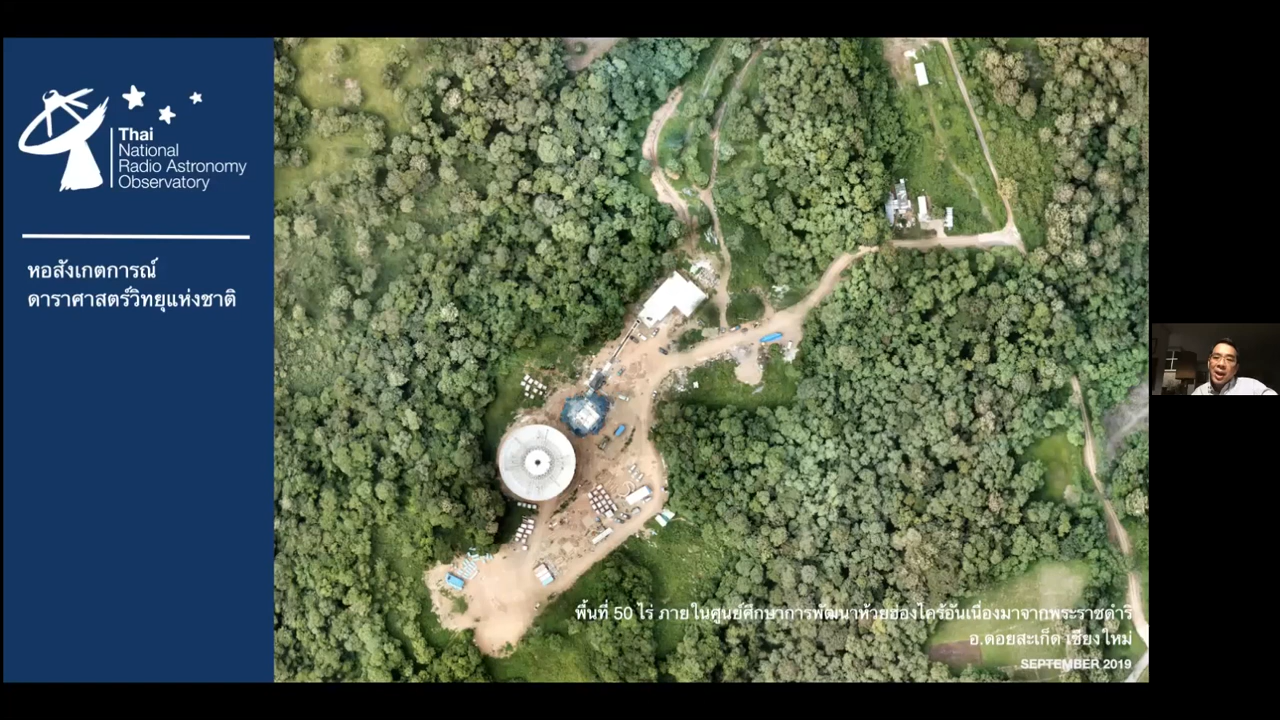 Thai
National
Radio Astronomy
Observatory
หอสังเกตการณ์
ดาราศาสตร์วิทยุแห่งชาติ
พื้นที่ 50 ไร่ ภายในศูนย์ศึกษาการพัฒนาห้วยฮ่องไคร้อันเนื่องมาจากพระราชดำริ
อ.ดอยสะเก็ด เชียงใหม่
SEPTEMBER 2019